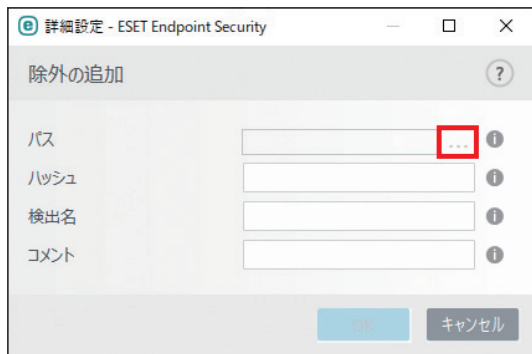 詳細設定 - ESET Endpoint Security
除外の追加
?
パス ...
ハッシュ
検出名
コメント
OK キャンセル